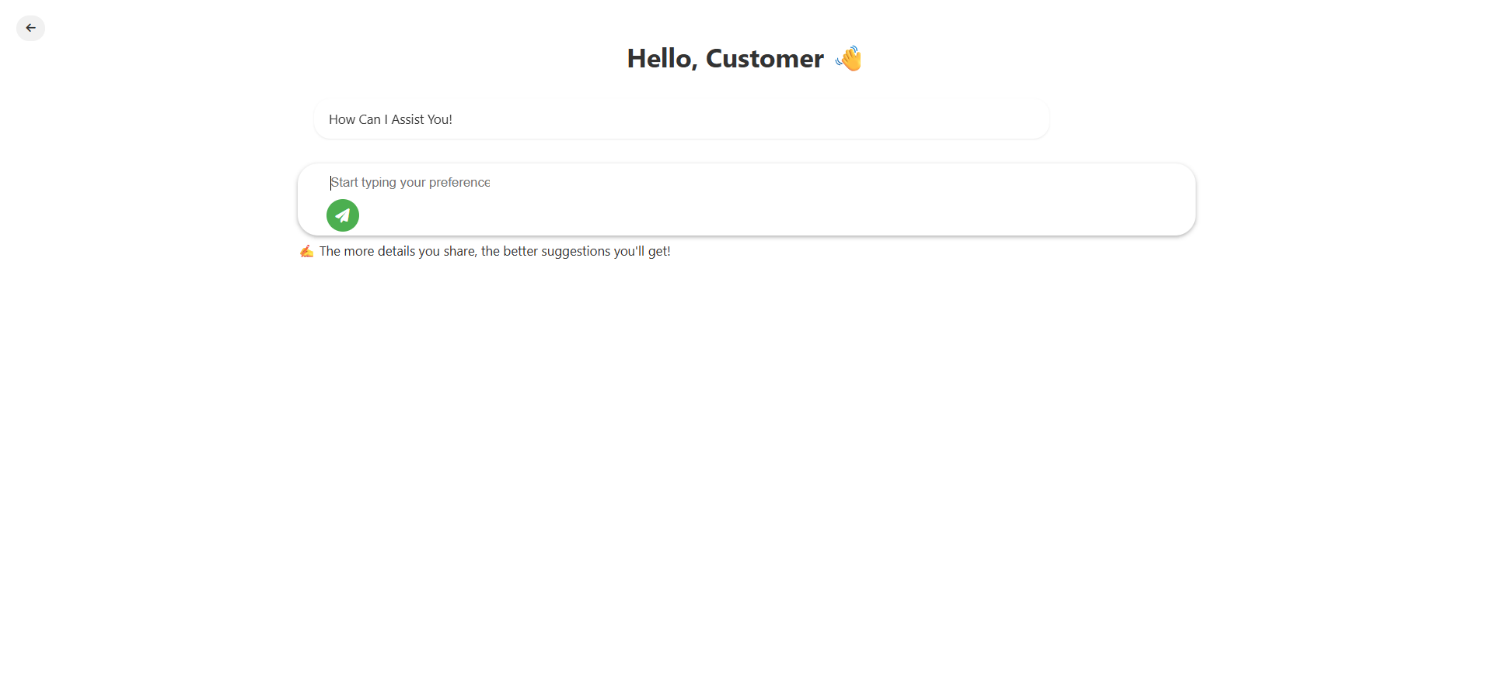 Hello, Customer 👋
How Can I Assist You!
Start typing your preference
✍ The more details you share, the better suggestions you'll get!